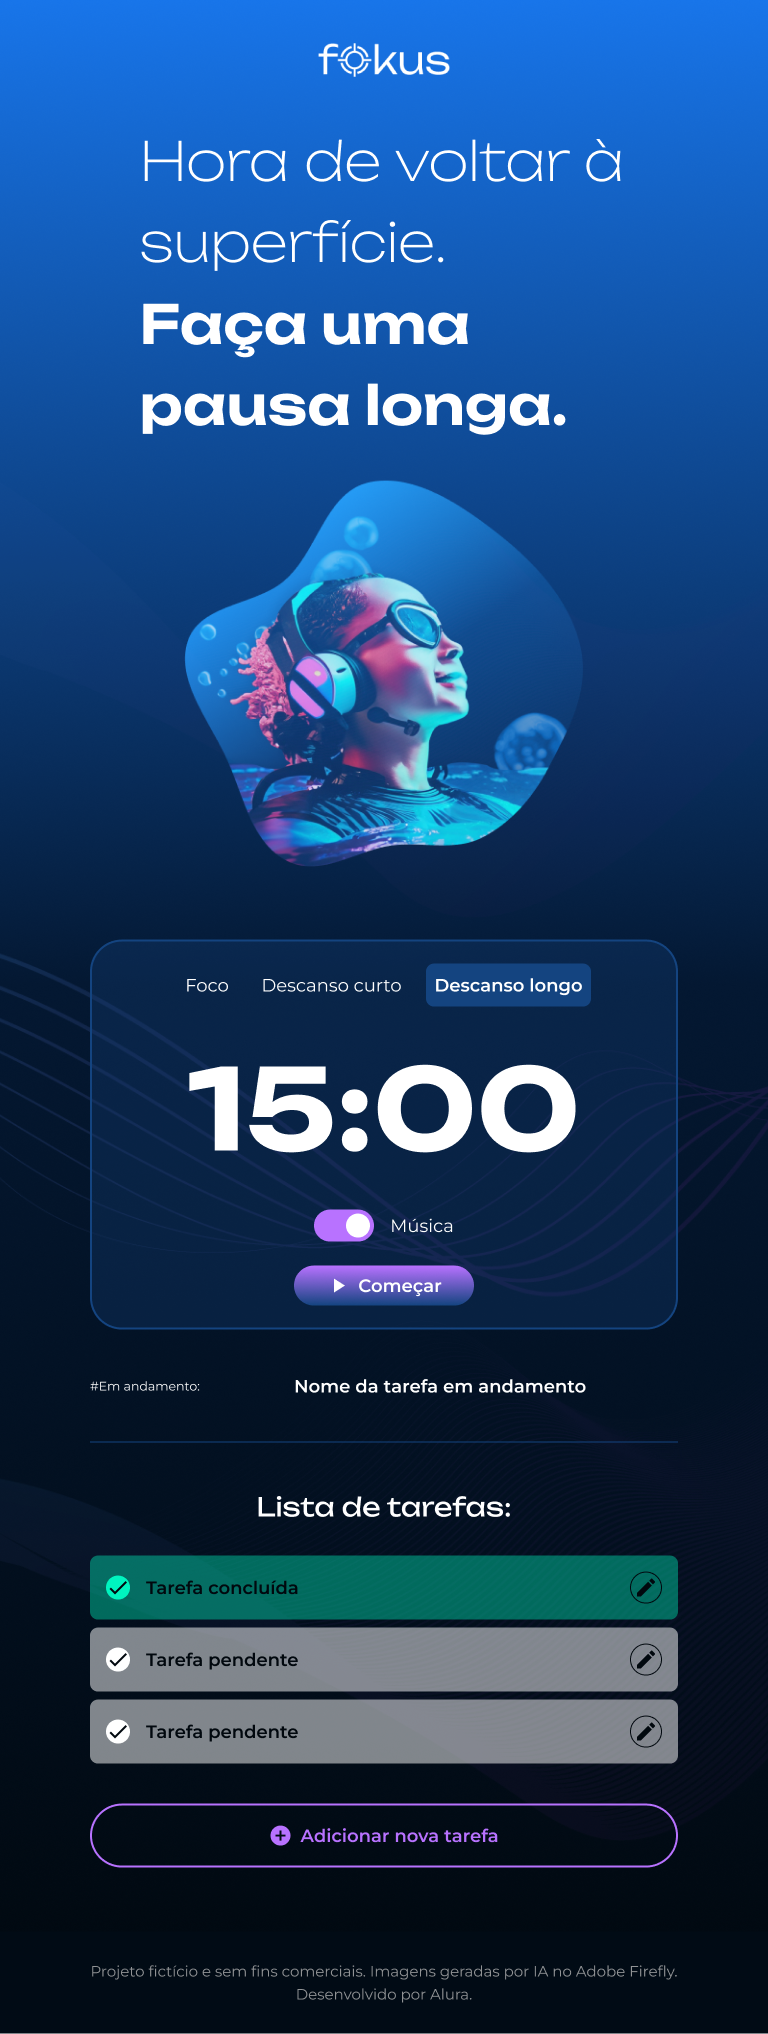 fokus
Hora de voltar à
superfície.
Faça uma
pausa longa.
Foco Descanso curto Descanso longo
15:00
Música
Começar
#Em andamento: Nome da tarefa em andamento
Lista de tarefas:
Tarefa concluída
Tarefa pendente
Tarefa pendente
Adicionar nova tarefa
Projeto fictício e sem fins comerciais. Imagens geradas por IA no Adobe Firefly.
Desenvolvido por Alura.